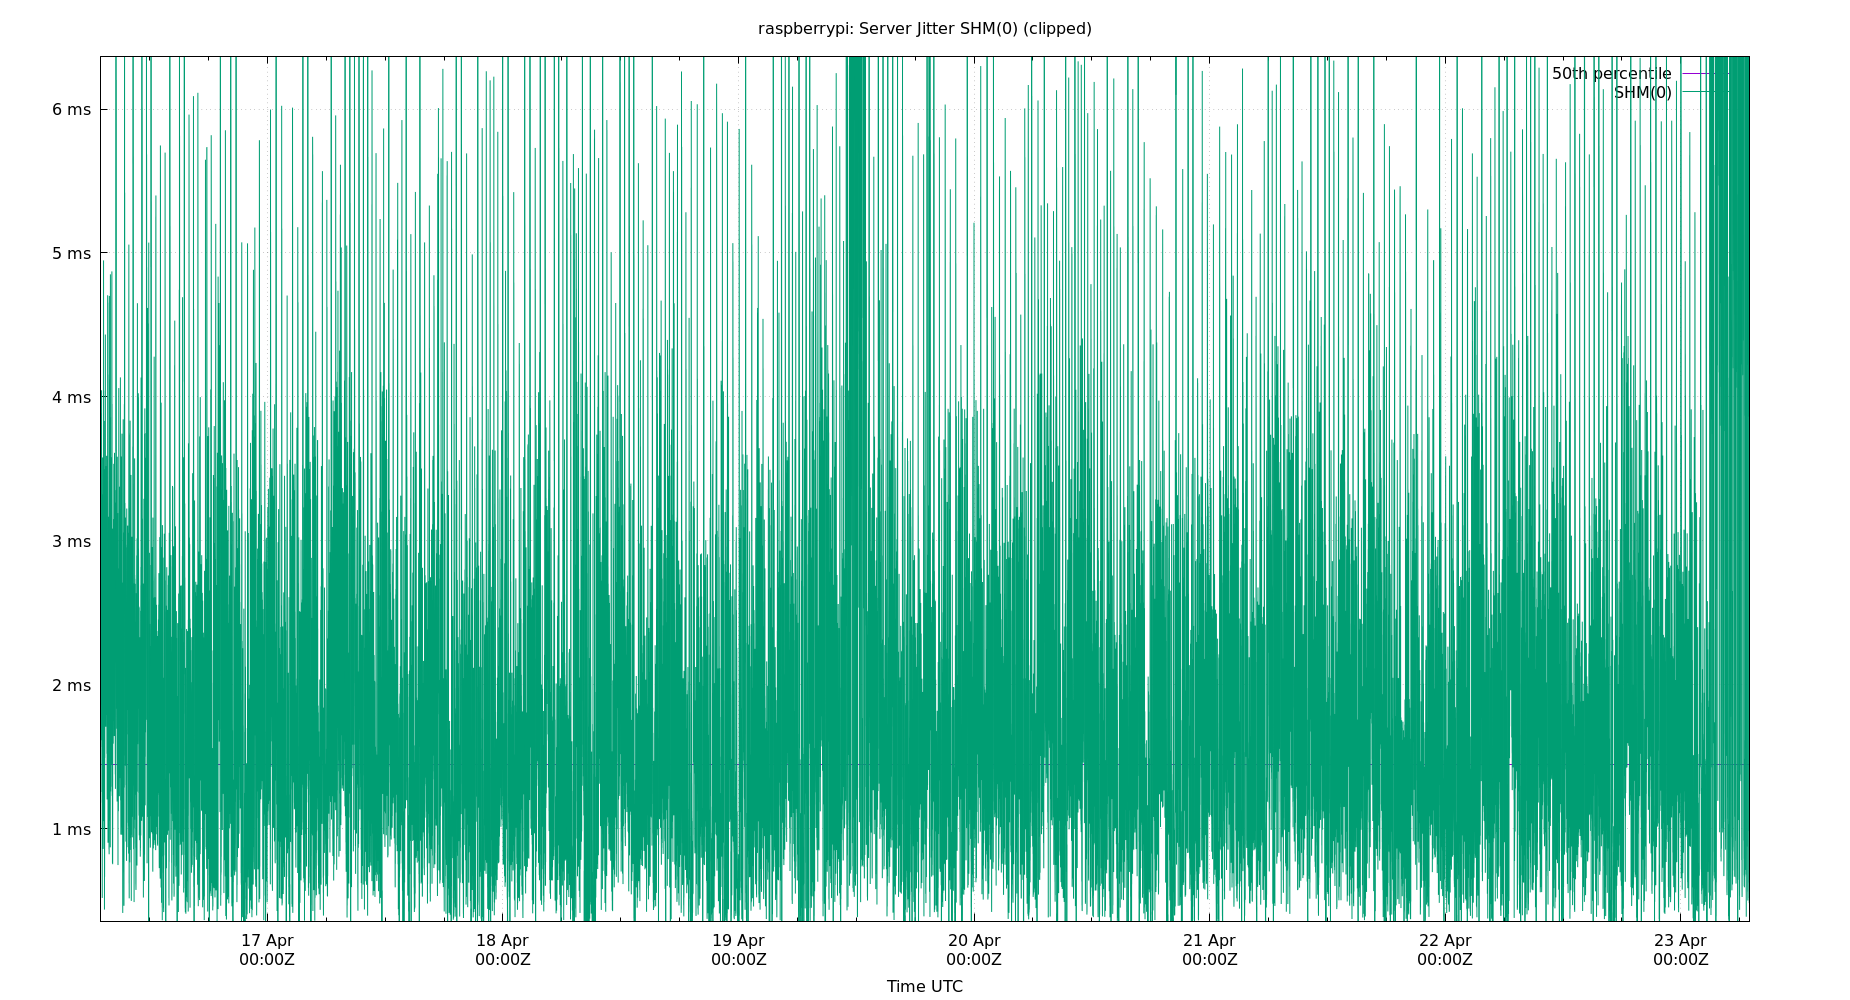 raspberrypi: Server Jitter SHM(0) (clipped)
50th percentile
SHM(0)
6 ms
5 ms
4 ms
3 ms
2 ms
1 ms
17 Apr
00:00Z
18 Apr
00:00Z
19 Apr
00:00Z
20 Apr
00:00Z
21 Apr
00:00Z
22 Apr
00:00Z
23 Apr
00:00Z
Time UTC